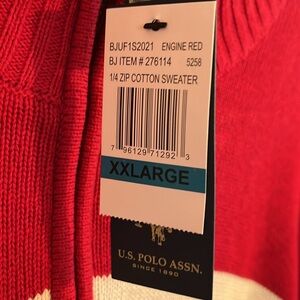 BJUF1S2021 ENGINE RED
BJ ITEM # 276114 5258
1/4 ZIP COTTON SWEATER
7 96129 71292 3
XXLARGE
U.S. POLO ASSN.
SINCE 1890